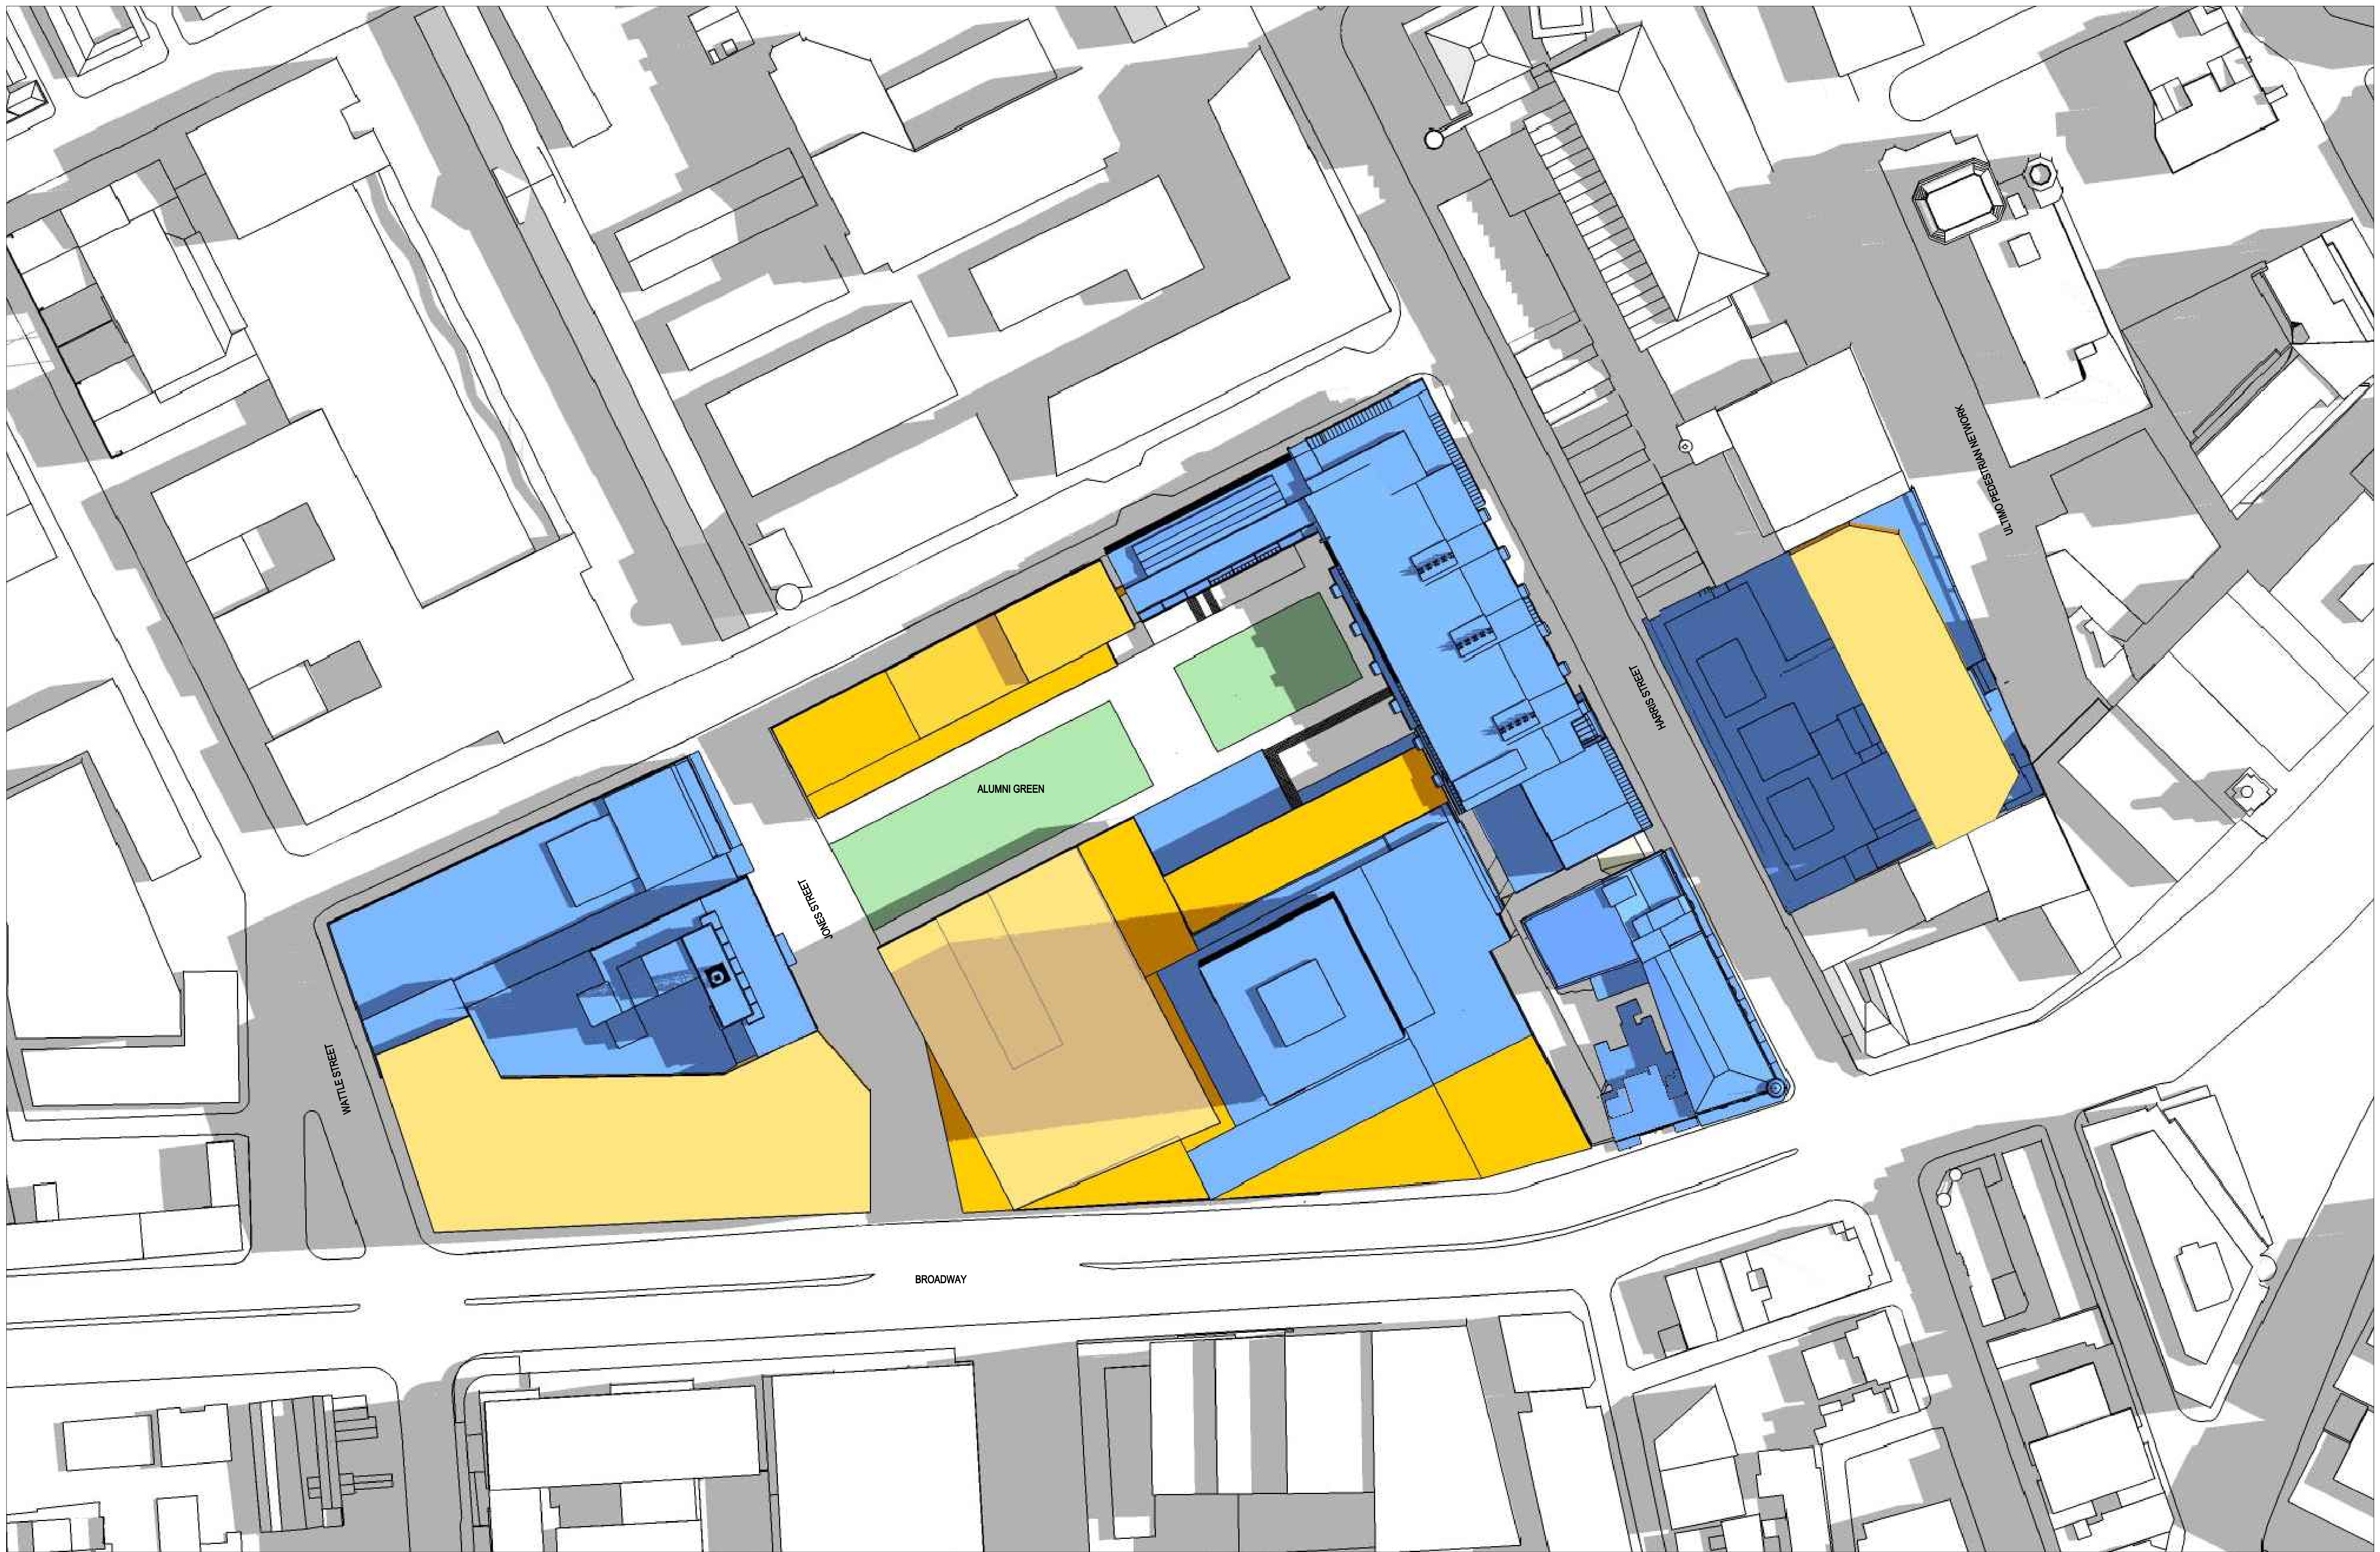 ULTIMO PEDESTRIAN NETWORK
HARRIS STREET
ALUMNI GREEN
JONES STREET
WATTLE STREET
BROADWAY